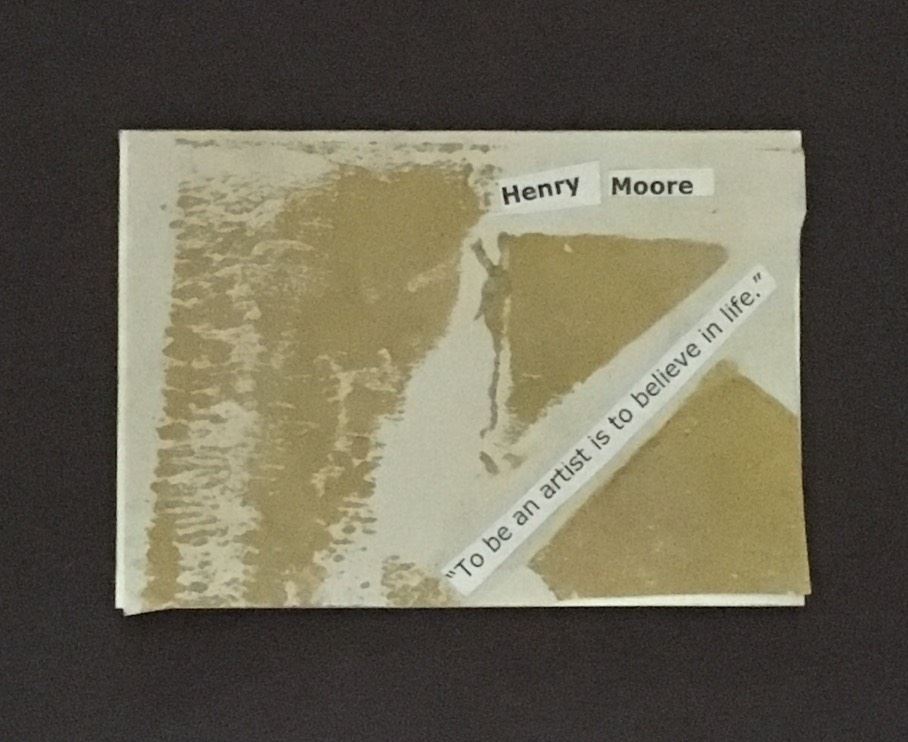 Henry Moore
"To be an artist is to believe in life."